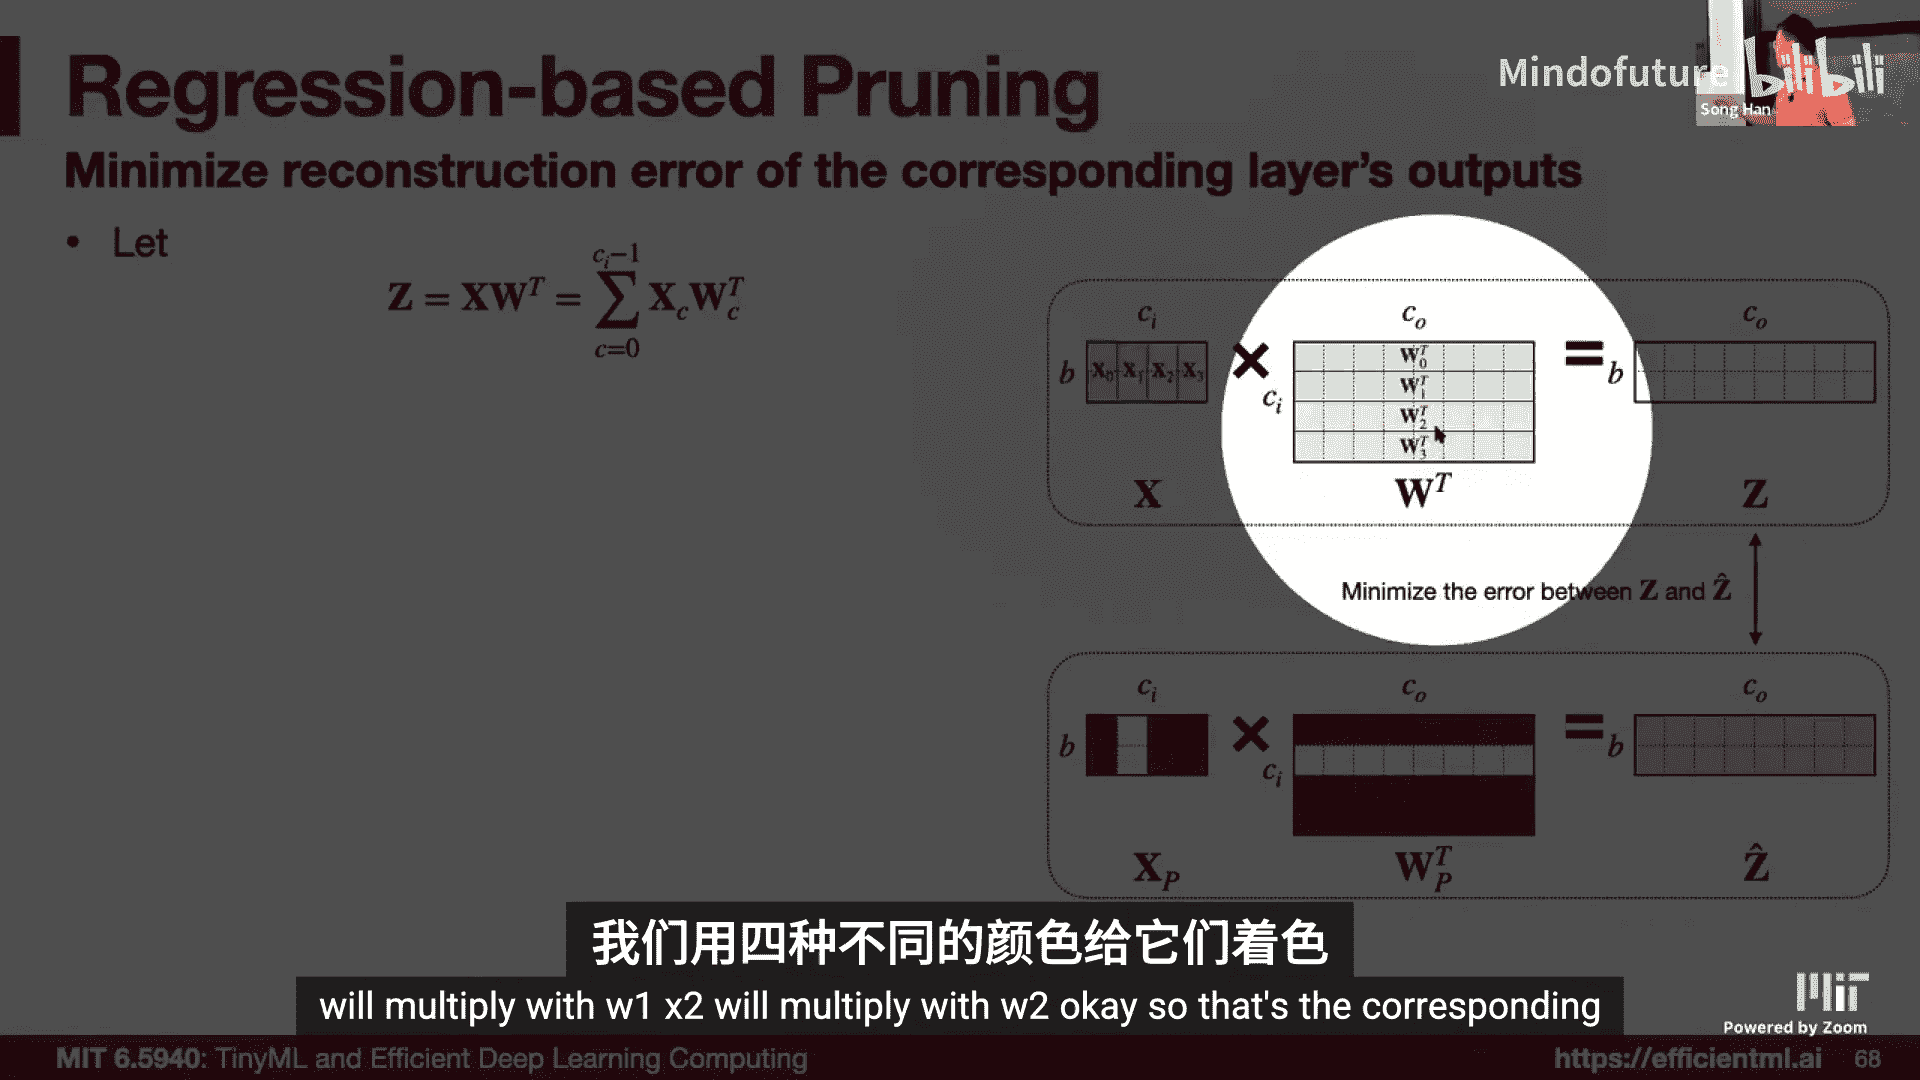 Regression-based Pruning
Mindofuture
bilibili
Song Han
Minimize reconstruction error of the corresponding layer's outputs
• Let
Z = XWᵀ = ∑_{c=0}^{c_i−1} X_c W_c^T
c_i
c_o
c_o
b
X_0 X_1 X_2 X_3
×
c_i
W_0^T
W_1^T
W_2^T
W_3^T
=
b
X
W^T
Z
Minimize the error between Z and Ẑ
c_i
c_o
c_o
b
×
c_i
=
b
X_P
W_P^T
Ẑ
我们用四种不同的颜色给它们着色
will multiply with w1 x2 will multiply with w2 okay so that's the corresponding
MIT
Powered by Zoom
MIT 6.5940: TinyML and Efficient Deep Learning Computing
https://efficientml.ai
68